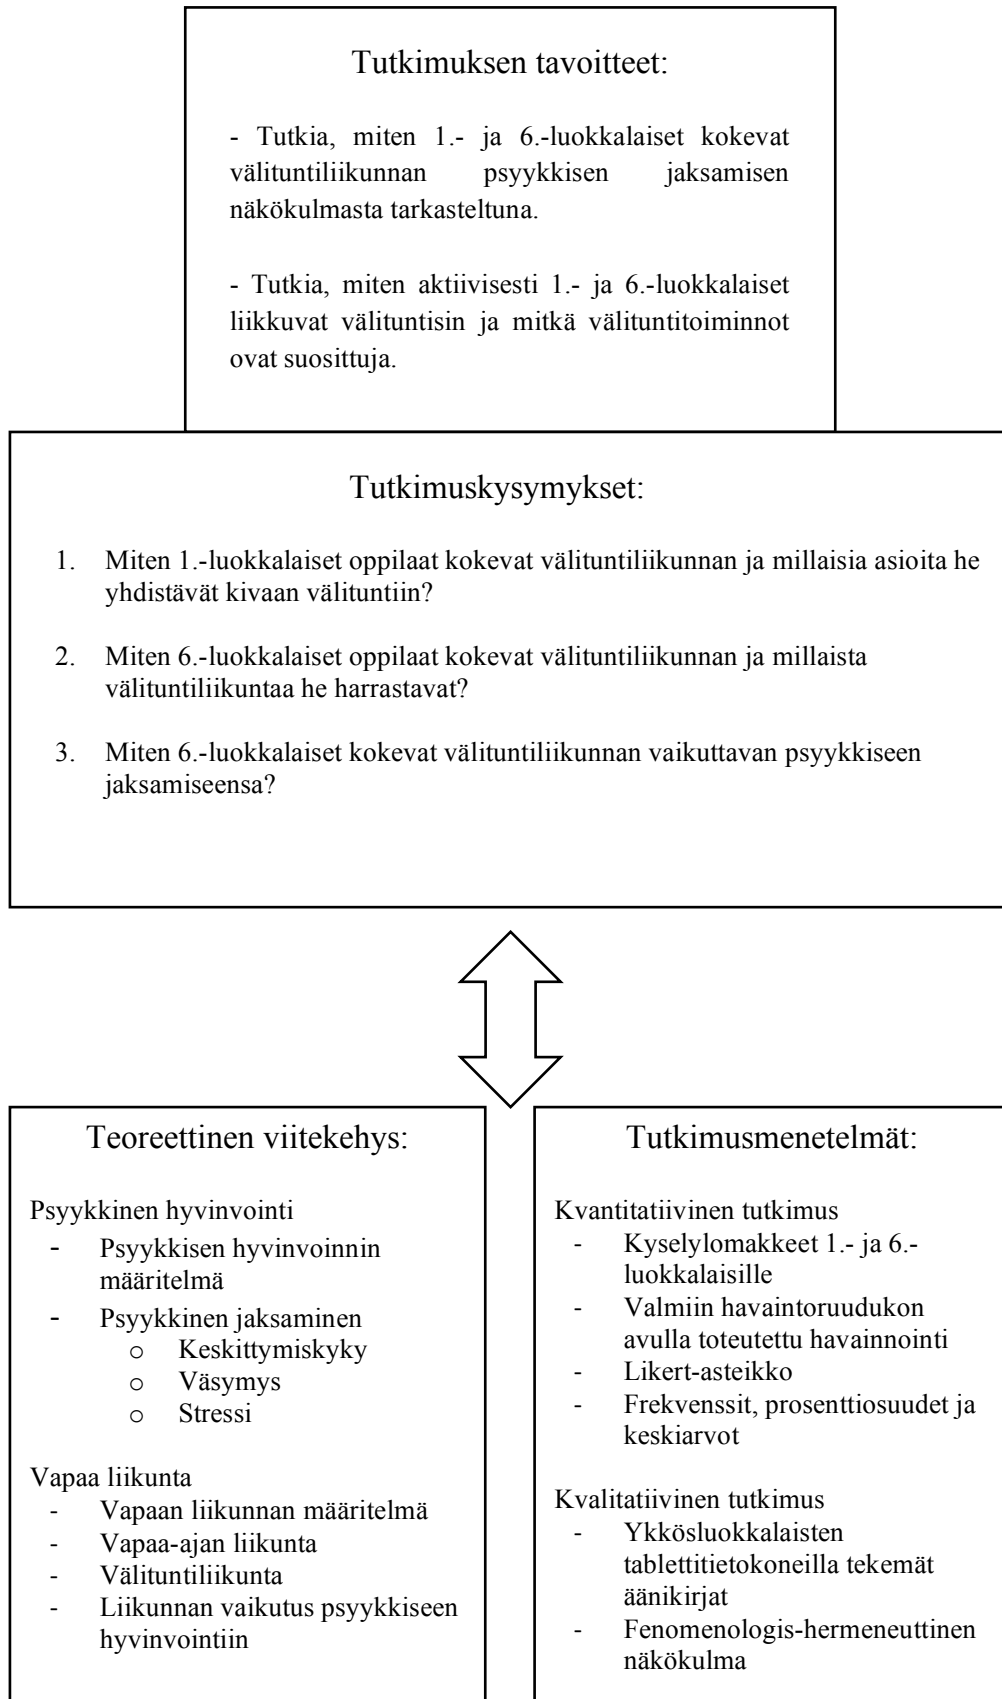 Tutkimuksen tavoitteet:
- Tutkia, miten 1.- ja 6.-luokkalaiset kokevat
välituntiliikunnan psyykkisen jaksamisen
näkökulmasta tarkasteltuna.
- Tutkia, miten aktiivisesti 1.- ja 6.-luokkalaiset
liikkuvat välituntisin ja mitkä välituntitoiminnot
ovat suosittuja.
Tutkimuskysymykset:
1. Miten 1.-luokkalaiset oppilaat kokevat välituntiliikunnan ja millaisia asioita he
yhdistävät kivaan välituntiin?
2. Miten 6.-luokkalaiset oppilaat kokevat välituntiliikunnan ja millaista
välituntiliikuntaa he harrastavat?
3. Miten 6.-luokkalaiset kokevat välituntiliikunnan vaikuttavan psyykkiseen
jaksamiseensa?
Teoreettinen viitekehys:
Psyykkinen hyvinvointi
- Psyykkisen hyvinvoinnin
määritelmä
- Psyykkinen jaksaminen
o Keskittymiskyky
o Väsymys
o Stressi
Vapaa liikunta
- Vapaan liikunnan määritelmä
- Vapaa-ajan liikunta
- Välituntiliikunta
- Liikunnan vaikutus psyykkiseen
hyvinvointiin
Tutkimusmenetelmät:
Kvantitatiivinen tutkimus
- Kyselylomakkeet 1.- ja 6.-
luokkalaisille
- Valmiin havaintoruudukon
avulla toteutettu havainnointi
- Likert-asteikko
- Frekvenssit, prosenttiosuudet ja
keskiarvot
Kvalitatiivinen tutkimus
- Ykkösluokkalaisten
tablettitietokoneilla tekemät
äänikirjat
- Fenomenologis-hermeneuttinen
näkökulma